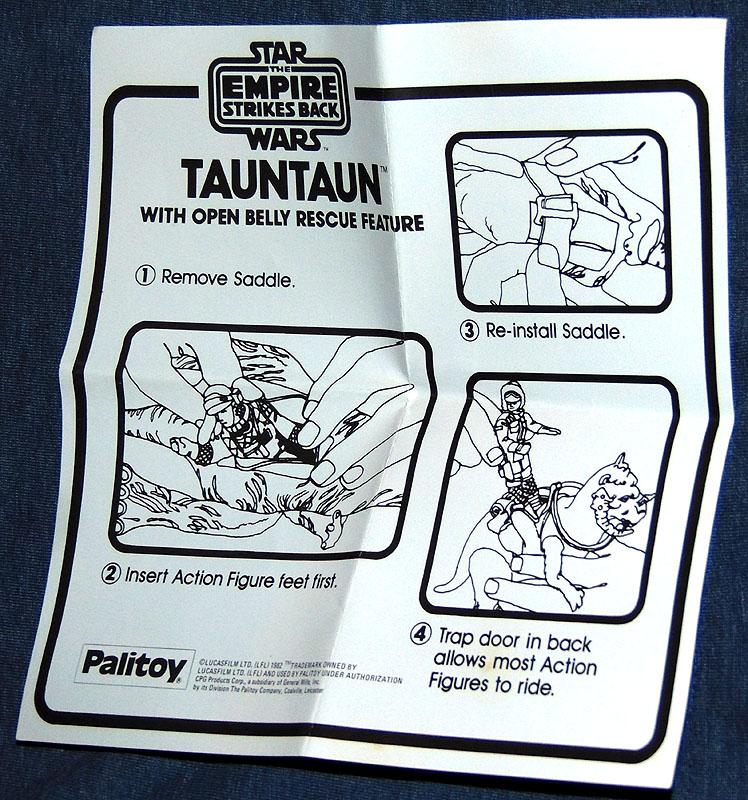 STAR
THE
EMPIRE
STRIKES BACK
WARS™
TAUNTAUN™
WITH OPEN BELLY RESCUE FEATURE
1 Remove Saddle.
2 Insert Action Figure feet first.
3 Re-install Saddle.
4 Trap door in back
allows most Action
Figures to ride.
Palitoy®
©LUCASFILM LTD. (LFL) 1982 ™TRADEMARK OWNED BY
LUCASFILM LTD. (LFL) AND USED BY PALITOY UNDER AUTHORIZATION
CPG Products Corp., a subsidiary of General Mills, Inc.
by its Division The Palitoy Company, Coalville, Leicester